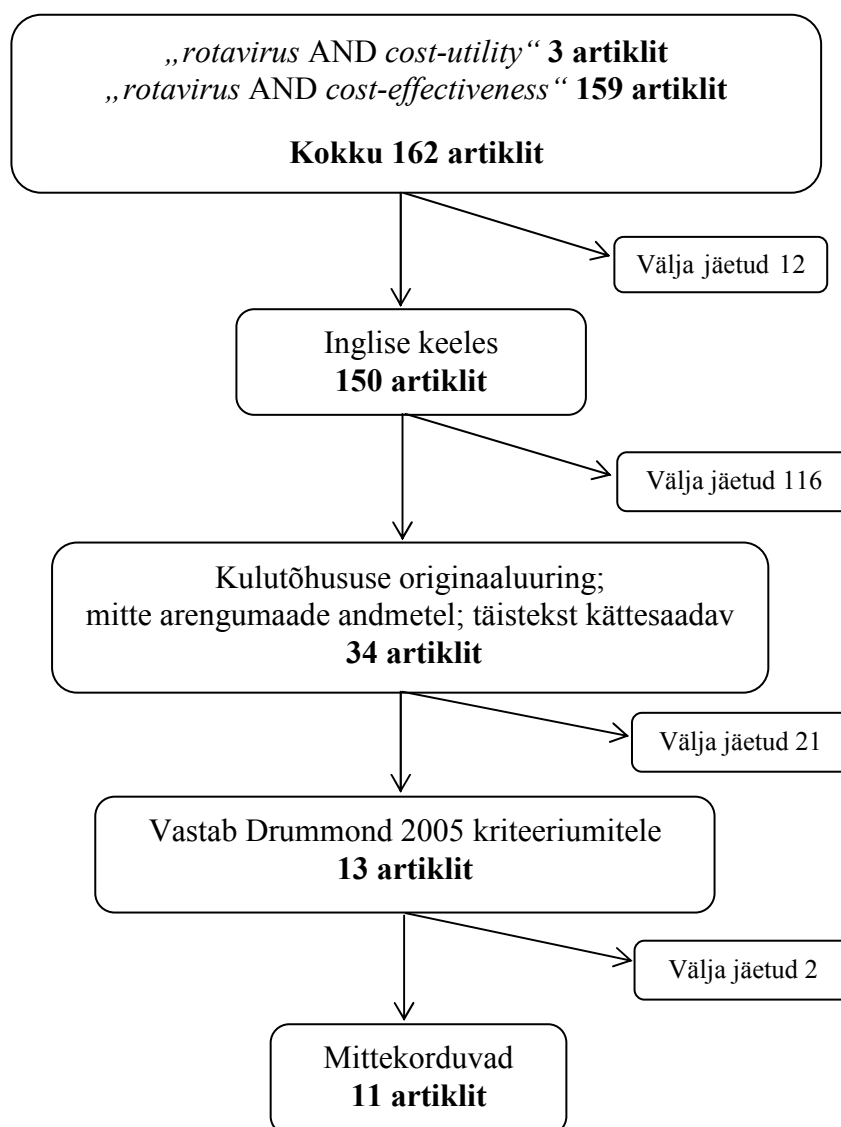 „rotavirus AND cost-utility“ 3 artiklit
„rotavirus AND cost-effectiveness“ 159 artiklit
Kokku 162 artiklit
Välja jäetud 12
Inglise keeles
150 artiklit
Välja jäetud 116
Kulutõhususe originaaluuring;
mitte arengumaade andmetel; täistekst kättesaadav
34 artiklit
Välja jäetud 21
Vastab Drummond 2005 kriteeriumitele
13 artiklit
Välja jäetud 2
Mittekorduvad
11 artiklit